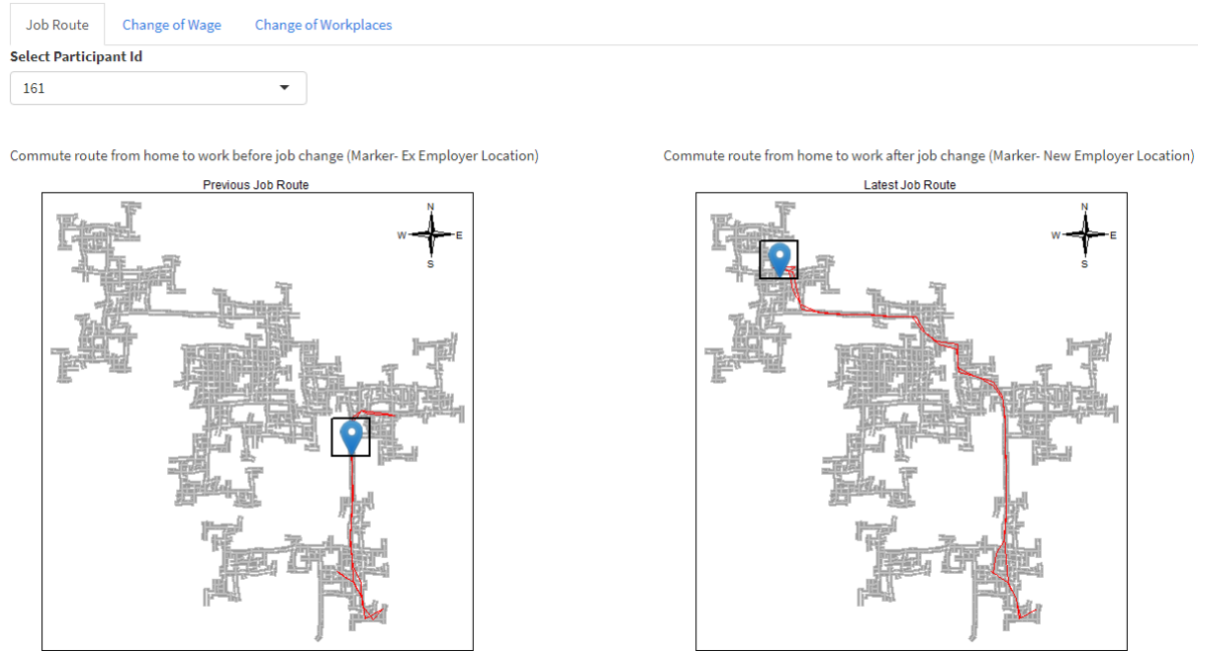 Job Route Change of Wage Change of Workplaces
Select Participant Id
161
Commute route from home to work before job change (Marker- Ex Employer Location)
Previous Job Route
N
W E
S
Commute route from home to work after job change (Marker- New Employer Location)
Latest Job Route
N
W E
S